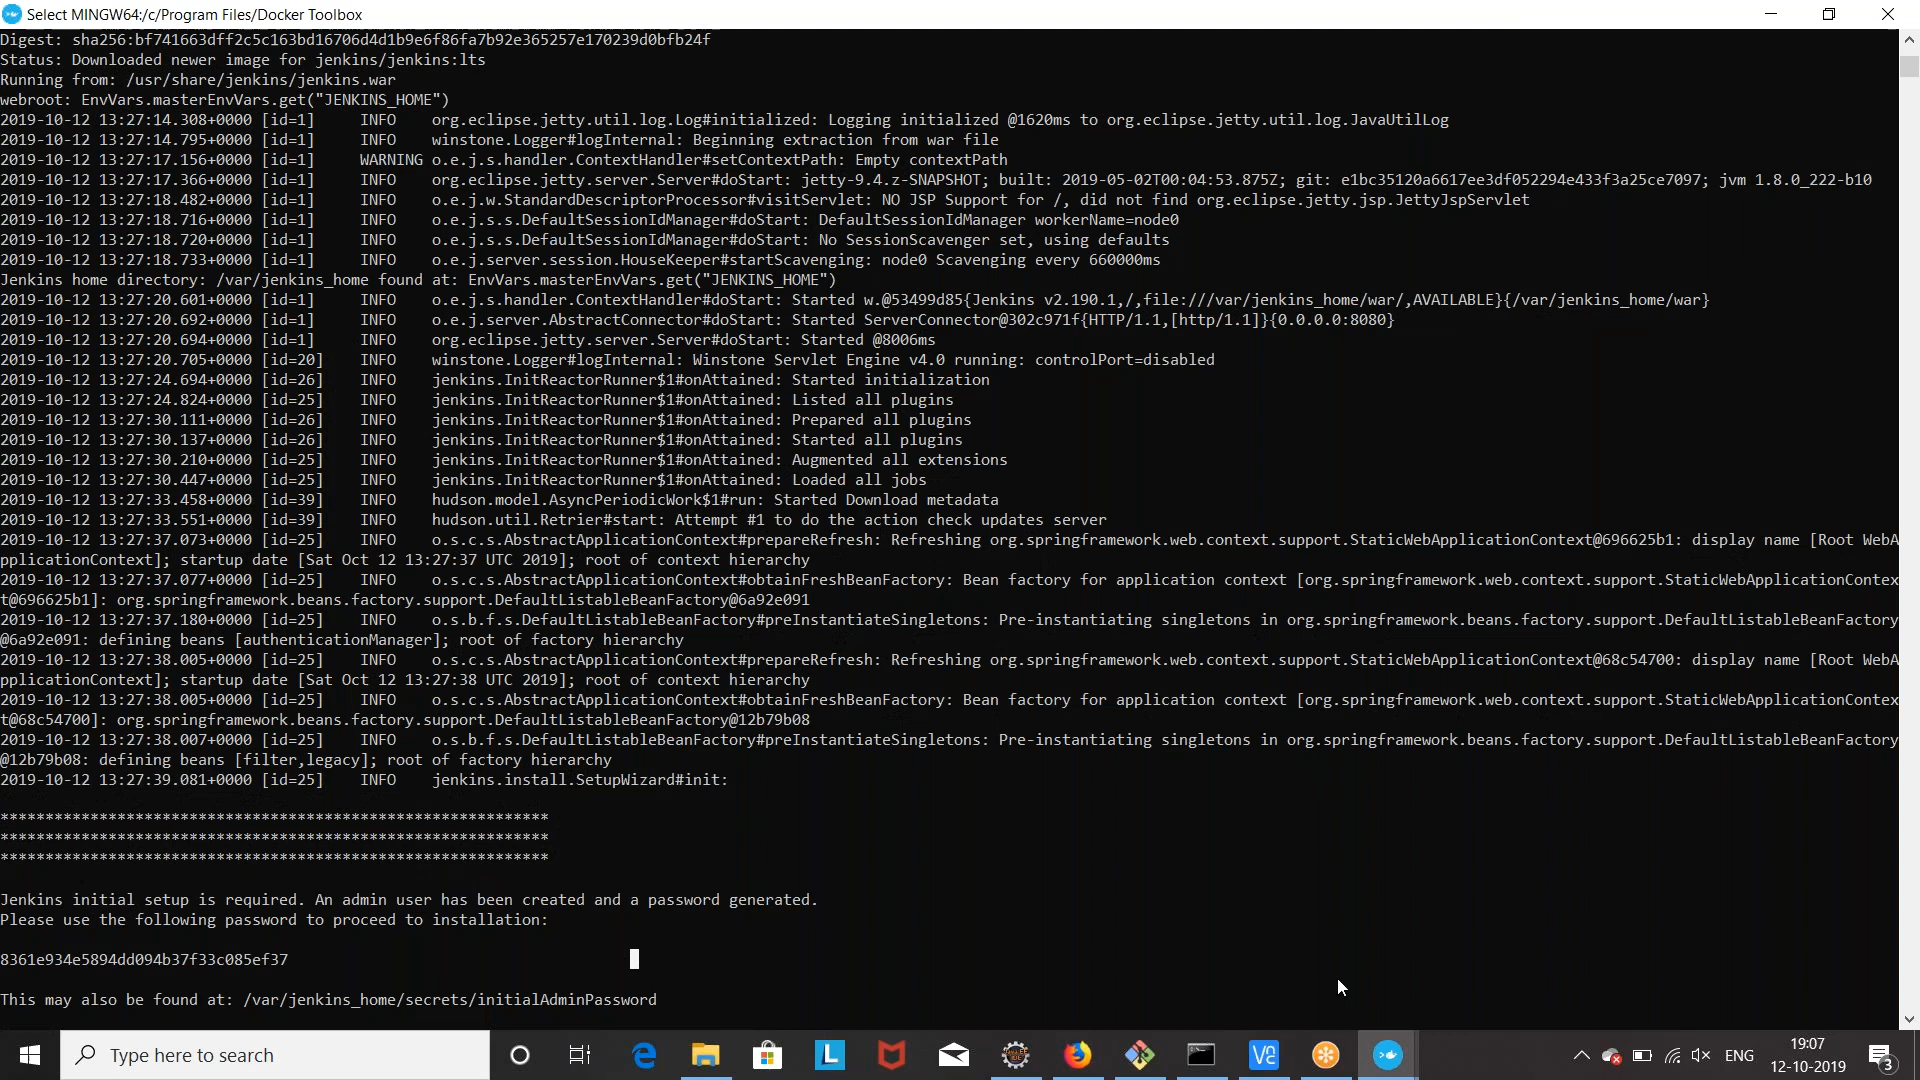 Select MINGW64:/c/Program Files/Docker Toolbox
Digest: sha256:bf741663dff2c5c163bd16706d4d1b9e6f86fa7b92e365257e170239d0bfb24f
Status: Downloaded newer image for jenkins/jenkins:lts
Running from: /usr/share/jenkins/jenkins.war
webroot: EnvVars.masterEnvVars.get("JENKINS_HOME")
2019-10-12 13:27:14.308+0000 [id=1]     INFO    org.eclipse.jetty.util.log.Log#initialized: Logging initialized @1620ms to org.eclipse.jetty.util.log.JavaUtilLog
2019-10-12 13:27:14.795+0000 [id=1]     INFO    winstone.Logger#logInternal: Beginning extraction from war file
2019-10-12 13:27:17.156+0000 [id=1]     WARNING o.e.j.s.handler.ContextHandler#setContextPath: Empty contextPath
2019-10-12 13:27:17.366+0000 [id=1]     INFO    org.eclipse.jetty.server.Server#doStart: jetty-9.4.z-SNAPSHOT; built: 2019-05-02T00:04:53.875Z; git: e1bc35120a6617ee3df052294e433f3a25ce7097; jvm 1.8.0_222-b10
2019-10-12 13:27:18.482+0000 [id=1]     INFO    o.e.j.w.StandardDescriptorProcessor#visitServlet: NO JSP Support for /, did not find org.eclipse.jetty.jsp.JettyJspServlet
2019-10-12 13:27:18.716+0000 [id=1]     INFO    o.e.j.s.s.DefaultSessionIdManager#doStart: DefaultSessionIdManager workerName=node0
2019-10-12 13:27:18.720+0000 [id=1]     INFO    o.e.j.s.s.DefaultSessionIdManager#doStart: No SessionScavenger set, using defaults
2019-10-12 13:27:18.733+0000 [id=1]     INFO    o.e.j.server.session.HouseKeeper#startScavenging: node0 Scavenging every 660000ms
Jenkins home directory: /var/jenkins_home found at: EnvVars.masterEnvVars.get("JENKINS_HOME")
2019-10-12 13:27:20.601+0000 [id=1]     INFO    o.e.j.s.handler.ContextHandler#doStart: Started w.@53499d85{Jenkins v2.190.1,/,file:///var/jenkins_home/war/,AVAILABLE}{/var/jenkins_home/war}
2019-10-12 13:27:20.692+0000 [id=1]     INFO    o.e.j.server.AbstractConnector#doStart: Started ServerConnector@302c971f{HTTP/1.1,[http/1.1]}{0.0.0.0:8080}
2019-10-12 13:27:20.694+0000 [id=1]     INFO    org.eclipse.jetty.server.Server#doStart: Started @8006ms
2019-10-12 13:27:20.705+0000 [id=20]    INFO    winstone.Logger#logInternal: Winstone Servlet Engine v4.0 running: controlPort=disabled
2019-10-12 13:27:24.694+0000 [id=26]    INFO    jenkins.InitReactorRunner$1#onAttained: Started initialization
2019-10-12 13:27:24.824+0000 [id=25]    INFO    jenkins.InitReactorRunner$1#onAttained: Listed all plugins
2019-10-12 13:27:30.111+0000 [id=26]    INFO    jenkins.InitReactorRunner$1#onAttained: Prepared all plugins
2019-10-12 13:27:30.137+0000 [id=26]    INFO    jenkins.InitReactorRunner$1#onAttained: Started all plugins
2019-10-12 13:27:30.210+0000 [id=25]    INFO    jenkins.InitReactorRunner$1#onAttained: Augmented all extensions
2019-10-12 13:27:30.447+0000 [id=25]    INFO    jenkins.InitReactorRunner$1#onAttained: Loaded all jobs
2019-10-12 13:27:33.458+0000 [id=39]    INFO    hudson.model.AsyncPeriodicWork$1#run: Started Download metadata
2019-10-12 13:27:33.551+0000 [id=39]    INFO    hudson.util.Retrier#start: Attempt #1 to do the action check updates server
2019-10-12 13:27:37.073+0000 [id=25]    INFO    o.s.c.s.AbstractApplicationContext#prepareRefresh: Refreshing org.springframework.web.context.support.StaticWebApplicationContext@696625b1: display name [Root WebA
pplicationContext]; startup date [Sat Oct 12 13:27:37 UTC 2019]; root of context hierarchy
2019-10-12 13:27:37.077+0000 [id=25]    INFO    o.s.c.s.AbstractApplicationContext#obtainFreshBeanFactory: Bean factory for application context [org.springframework.web.context.support.StaticWebApplicationContex
t@696625b1]: org.springframework.beans.factory.support.DefaultListableBeanFactory@6a92e091
2019-10-12 13:27:37.180+0000 [id=25]    INFO    o.s.b.f.s.DefaultListableBeanFactory#preInstantiateSingletons: Pre-instantiating singletons in org.springframework.beans.factory.support.DefaultListableBeanFactory
@6a92e091: defining beans [authenticationManager]; root of factory hierarchy
2019-10-12 13:27:38.005+0000 [id=25]    INFO    o.s.c.s.AbstractApplicationContext#prepareRefresh: Refreshing org.springframework.web.context.support.StaticWebApplicationContext@68c54700: display name [Root WebA
pplicationContext]; startup date [Sat Oct 12 13:27:38 UTC 2019]; root of context hierarchy
2019-10-12 13:27:38.005+0000 [id=25]    INFO    o.s.c.s.AbstractApplicationContext#obtainFreshBeanFactory: Bean factory for application context [org.springframework.web.context.support.StaticWebApplicationContex
t@68c54700]: org.springframework.beans.factory.support.DefaultListableBeanFactory@12b79b08
2019-10-12 13:27:38.007+0000 [id=25]    INFO    o.s.b.f.s.DefaultListableBeanFactory#preInstantiateSingletons: Pre-instantiating singletons in org.springframework.beans.factory.support.DefaultListableBeanFactory
@12b79b08: defining beans [filter,legacy]; root of factory hierarchy
2019-10-12 13:27:39.081+0000 [id=25]    INFO    jenkins.install.SetupWizard#init:
*************************************************************
*************************************************************
*************************************************************
Jenkins initial setup is required. An admin user has been created and a password generated.
Please use the following password to proceed to installation:
8361e934e5894dd094b37f33c085ef37
This may also be found at: /var/jenkins_home/secrets/initialAdminPassword
Type here to search
ENG
19:07
12-10-2019
3